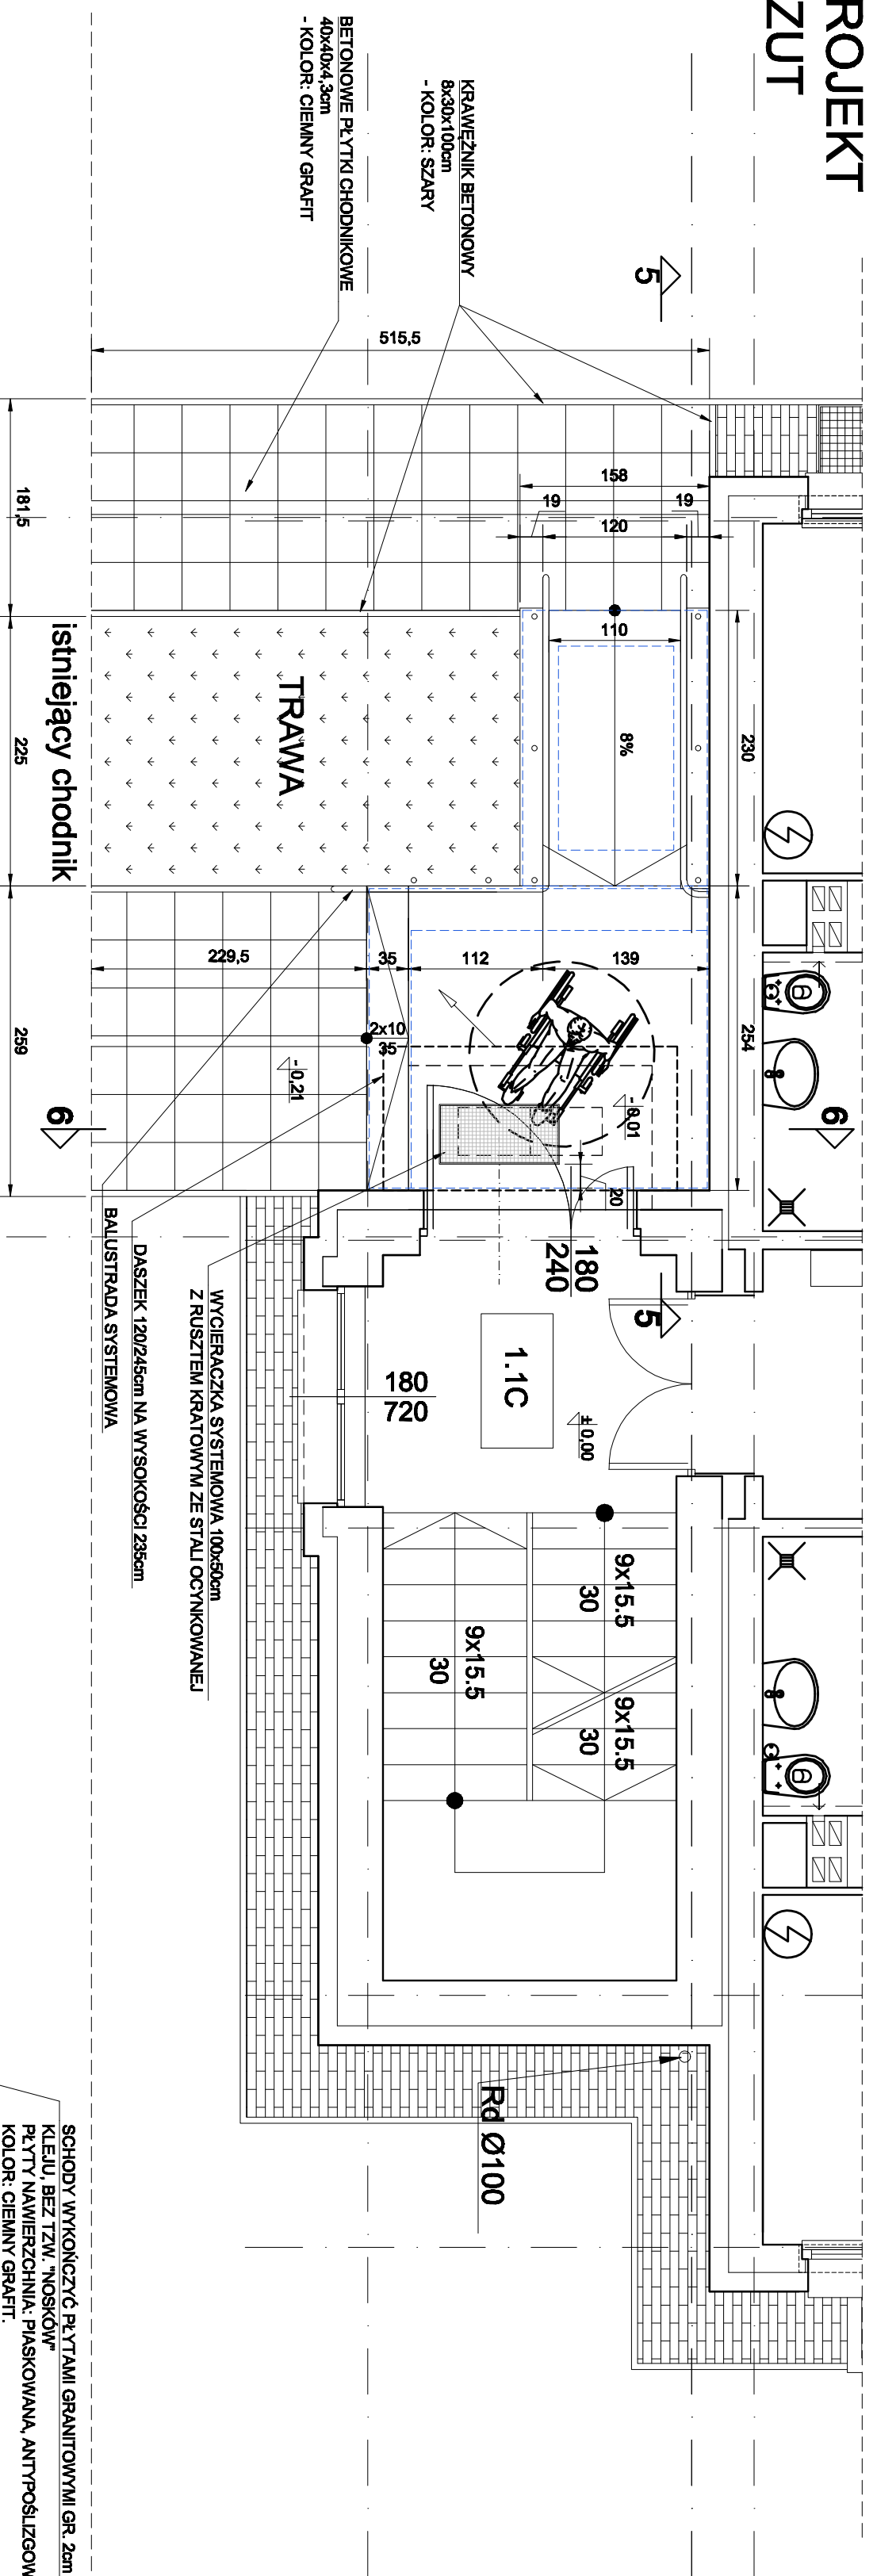 ROJEKT
ZUT
BETONOWE PŁYTKI CHODNIKOWE
40x40x4,3cm
- KOLOR: CIEMNY GRAFIT
KRAWĘŻNIK BETONOWY
8x30x100cm
- KOLOR: SZARY
5
515,5
158
19
120
19
110
8%
230
254
181,5
225
259
istniejący chodnik
TRAWA
229,5
35
112
139
2x10
35
- 0,21
- 0,01
20
6
6
180
240
5
1.1C
± 0,00
180
720
BALUSTRADA SYSTEMOWA
DASZEK 120/245cm NA WYSOKOŚCI 235cm
WYCIERACZKA SYSTEMOWA 100x50cm
Z RUSZTEM KRATOWYM ZE STALI OCYNKOWANEJ
9x15.5
30
9x15.5
30
9x15.5
30
Rd Ø100
SCHODY WYKOŃCZYĆ PŁYTAMI GRANITOWYMI GR. 2cm
KLEJU, BEZ TZW. "NOSKÓW"
PŁYTY NAWIERZCHNIA: PIASKOWANA, ANTYPOŚLIZGOW
KOLOR: CIEMNY GRAFIT.